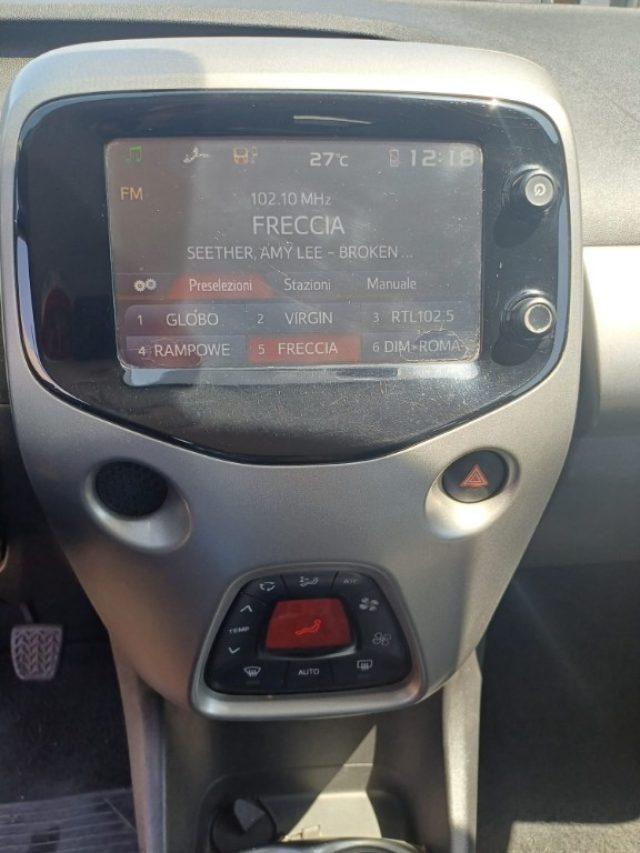 27°C 12:18
FM
102.10 MHz
FRECCIA
SEETHER, AMY LEE - BROKEN ...
Preselezioni Stazioni Manuale
1 GLOBO 2 VIRGIN 3 RTL102.5
4 RAMPOWE 5 FRECCIA 6 DIM-ROMA
A/C
TEMP
AUTO